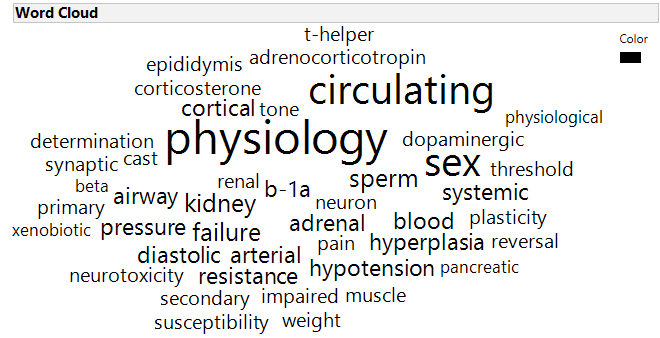 Word Cloud
t-helper
Color
epididymis adrenocorticotropin
corticosterone circulating
cortical tone physiological
determination physiology dopaminergic
synaptic cast sex threshold
beta renal b-1a sperm systemic
primary airway kidney neuron
xenobiotic pressure failure adrenal blood plasticity
pain hyperplasia reversal
diastolic arterial
neurotoxicity resistance hypotension pancreatic
secondary impaired muscle
susceptibility weight